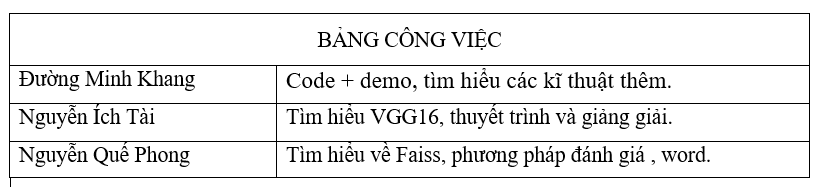 BẢNG CÔNG VIỆC
Đường Minh Khang Code + demo, tìm hiểu các kĩ thuật thêm.
Nguyễn Ích Tài Tìm hiểu VGG16, thuyết trình và giảng giải.
Nguyễn Quế Phong Tìm hiểu về Faiss, phương pháp đánh giá , word.